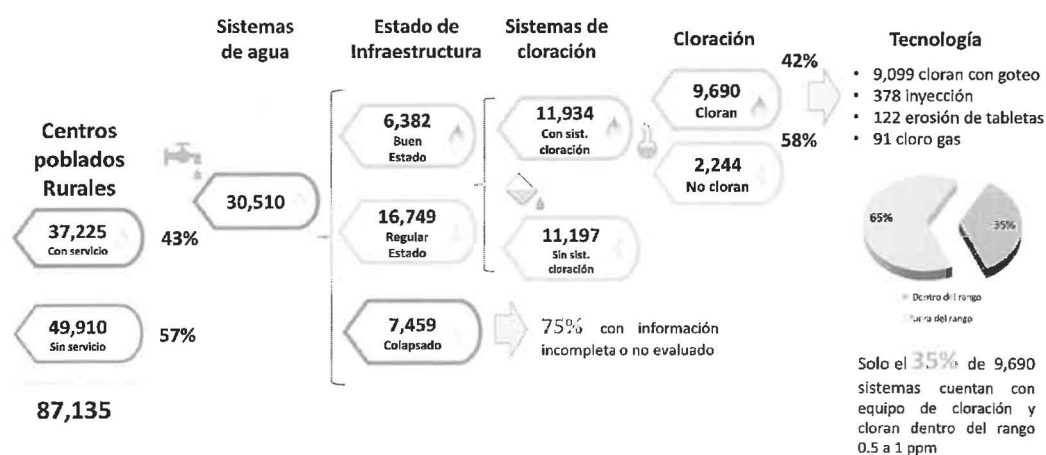 Centros
poblados
Rurales
37,225
Con servicio
43%
49,910
Sin servicio
57%
87,135
Sistemas
de agua
30,510
Estado de
Infraestructura
6,382
Buen
Estado
16,749
Regular
Estado
7,459
Colapsado
75% con información
incompleta o no evaluado
Sistemas de
cloración
11,934
Con sist.
cloración
11,197
Sin sist.
cloración
Cloración
42%
9,690
Cloran
58%
2,244
No cloran
Tecnología
• 9,099 cloran con goteo
• 378 inyección
• 122 erosión de tabletas
• 91 cloro gas
65%
35%
Dentro del rango
Fuera del rango
Solo el 35% de 9,690
sistemas cuentan con
equipo de cloración y
cloran dentro del rango
0.5 a 1 ppm